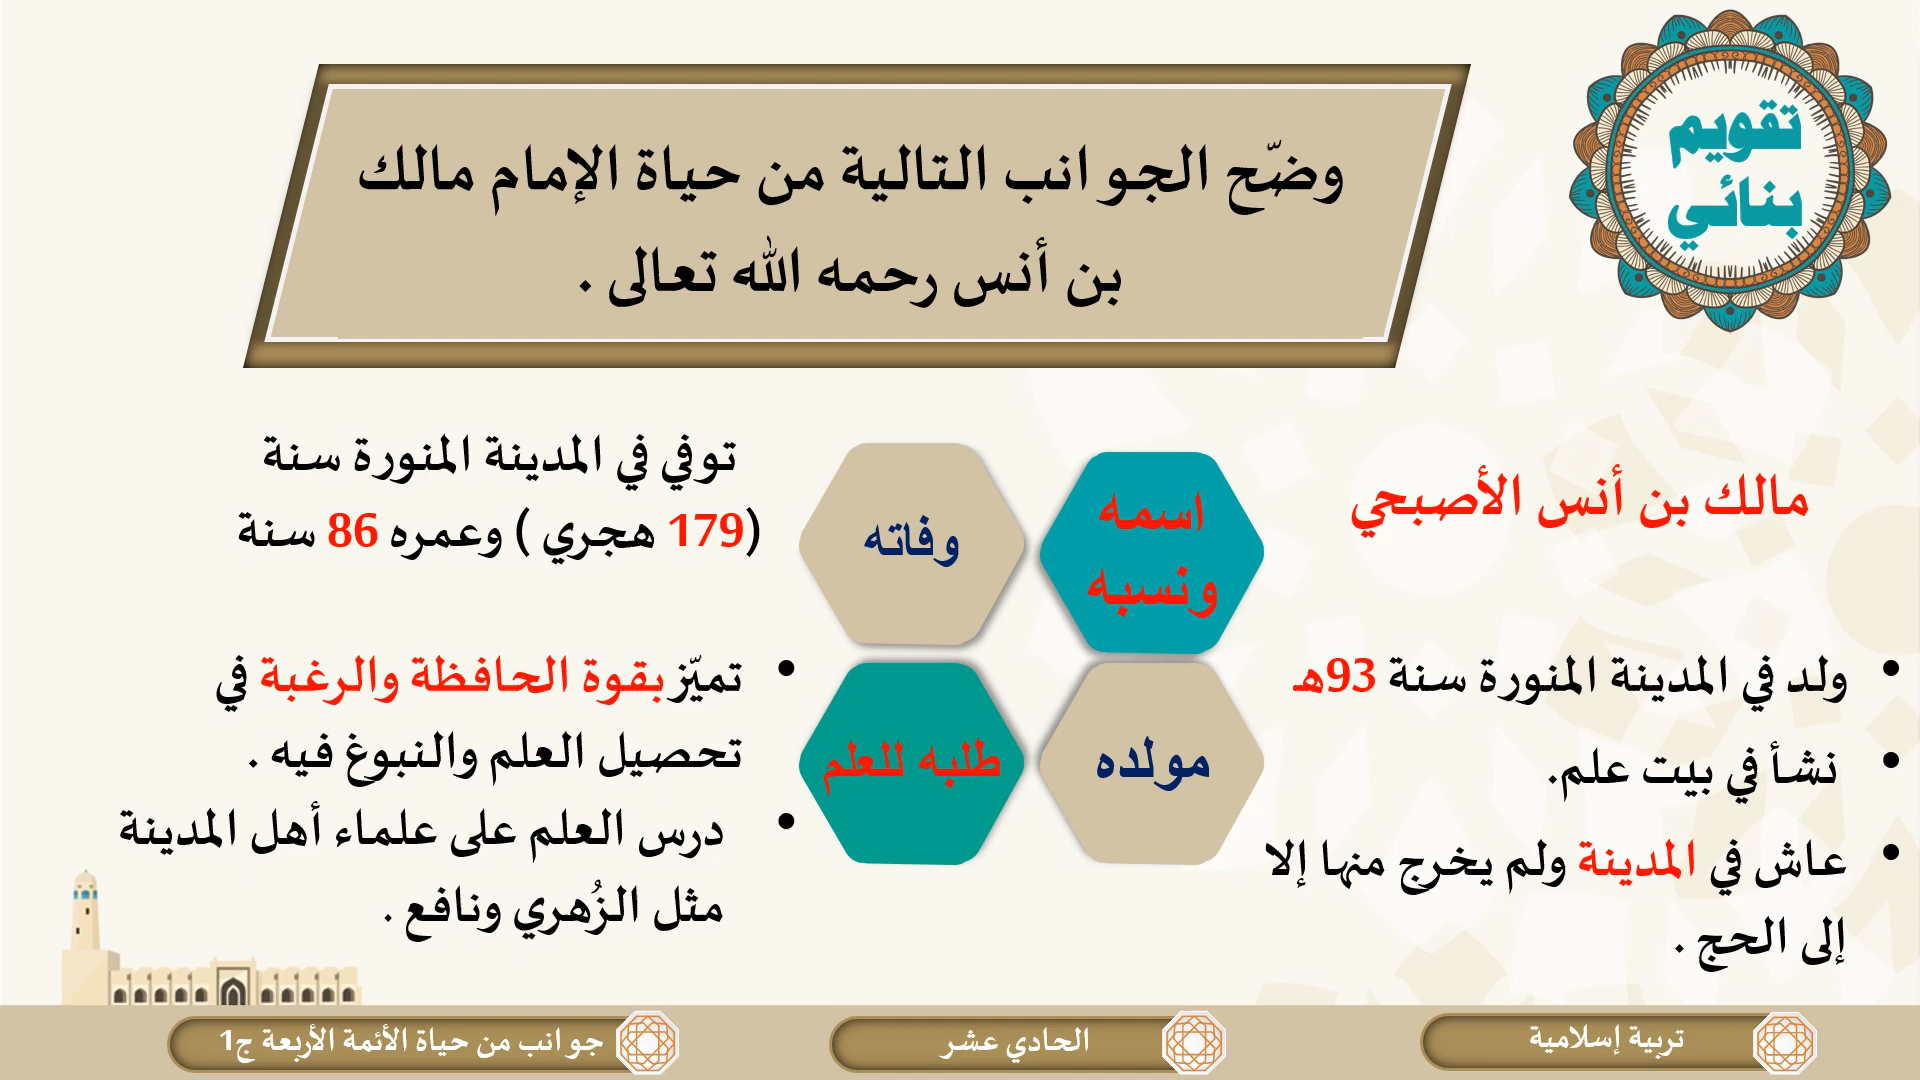 تقويم
بنائي
وضّح الجوانب التالية من حياة الإمام مالك
بن أنس رحمه الله تعالى .
اسمه
ونسبه
مالك بن أنس الأصبحي
وفاته
توفي في المدينة المنورة سنة
(179 هجري ) وعمره 86 سنة
مولده
• ولد في المدينة المنورة سنة 93هـ
• نشأ في بيت علم.
• عاش في المدينة ولم يخرج منها إلا
إلى الحج .
طلبه للعلم
• تميّز بقوة الحافظة والرغبة في
تحصيل العلم والنبوغ فيه .
• درس العلم على علماء أهل المدينة
مثل الزُهري ونافع .
تربية إسلامية
الحادي عشر
جوانب من حياة الأئمة الأربعة ج1